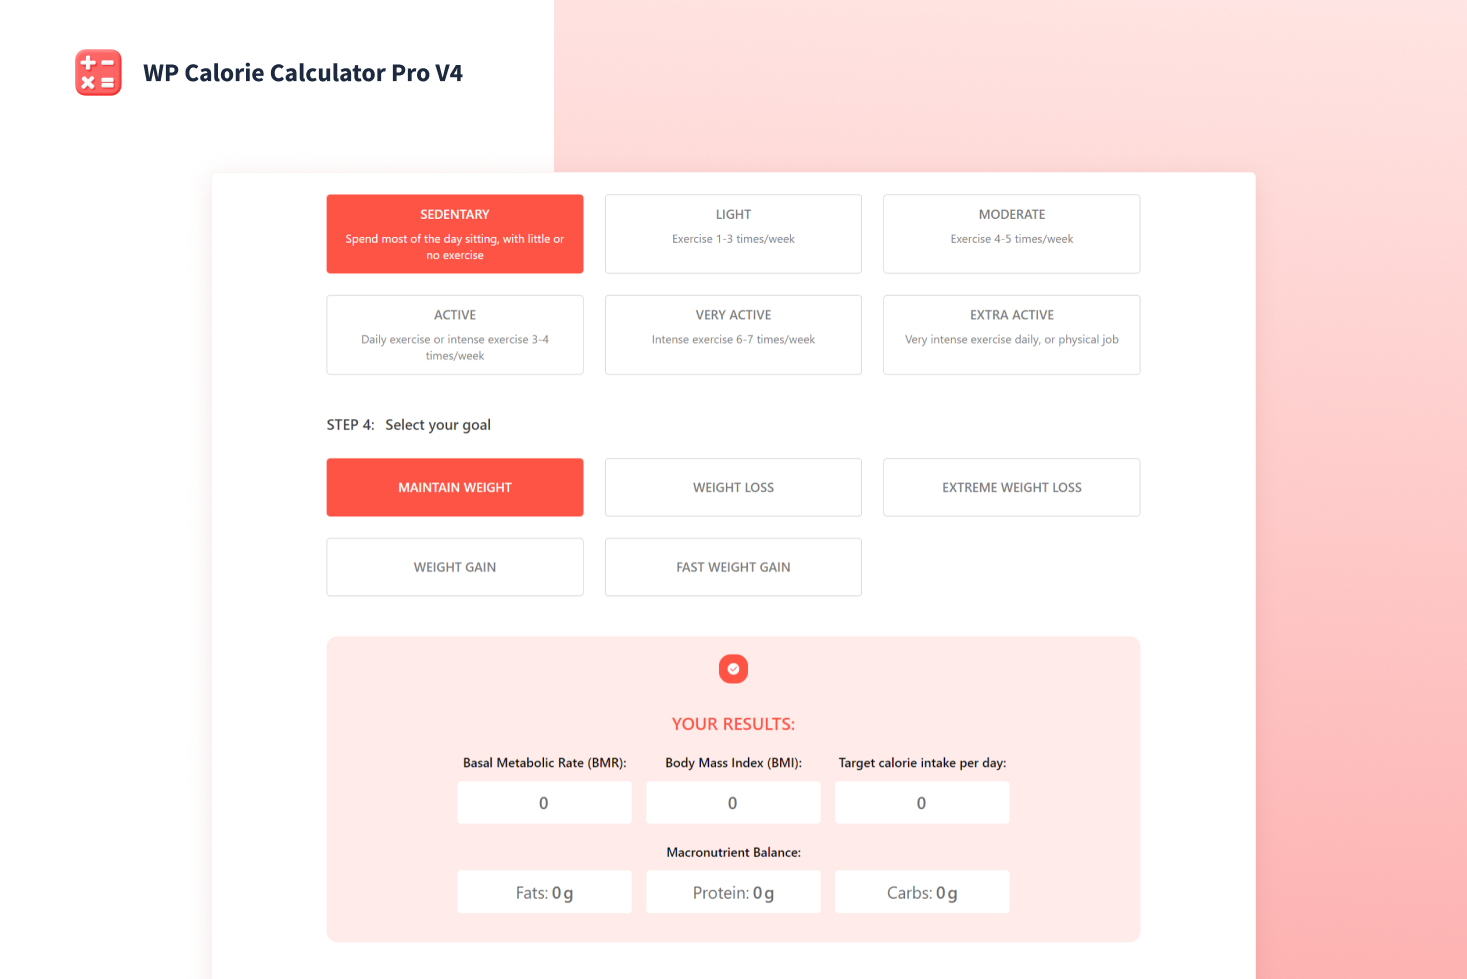 WP Calorie Calculator Pro V4
SEDENTARY
Spend most of the day sitting, with little or
no exercise
LIGHT
Exercise 1-3 times/week
MODERATE
Exercise 4-5 times/week
ACTIVE
Daily exercise or intense exercise 3-4
times/week
VERY ACTIVE
Intense exercise 6-7 times/week
EXTRA ACTIVE
Very intense exercise daily, or physical job
STEP 4: Select your goal
MAINTAIN WEIGHT
WEIGHT LOSS
EXTREME WEIGHT LOSS
WEIGHT GAIN
FAST WEIGHT GAIN
YOUR RESULTS:
Basal Metabolic Rate (BMR):
0
Body Mass Index (BMI):
0
Target calorie intake per day:
0
Macronutrient Balance:
Fats: 0 g
Protein: 0 g
Carbs: 0 g